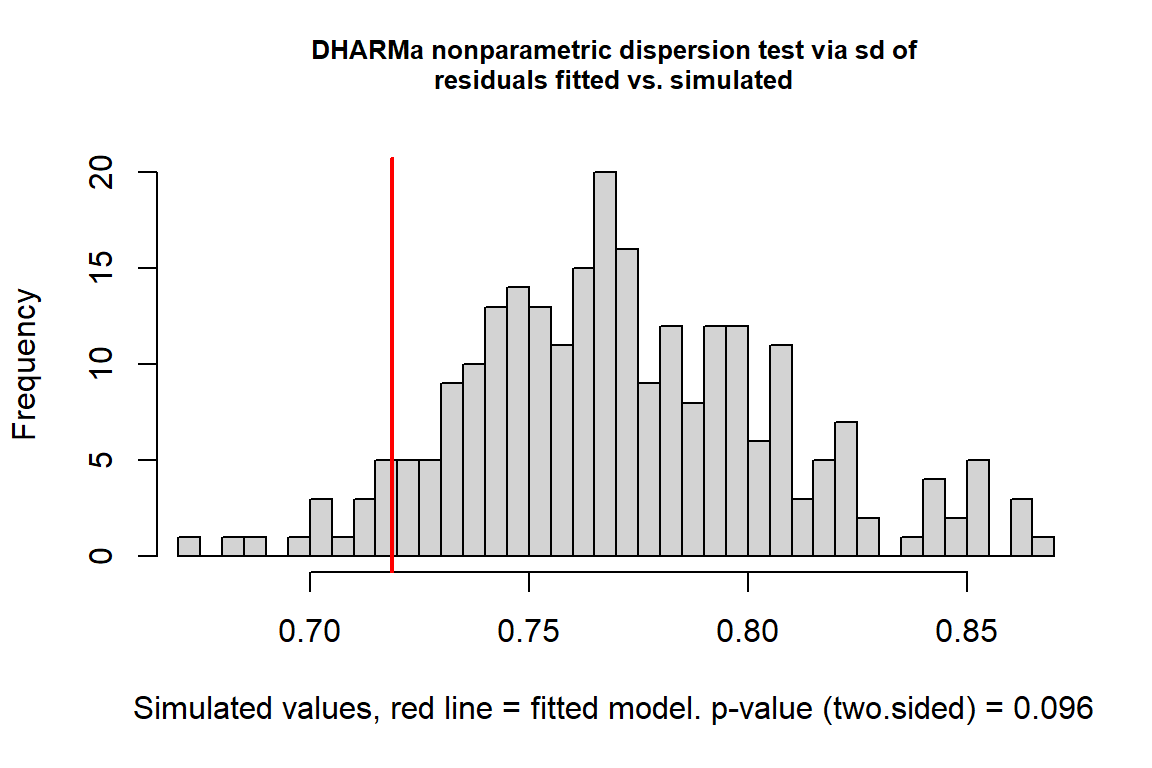 DHARMa nonparametric dispersion test via sd of
residuals fitted vs. simulated
20
15
10
5
0
Frequency
0.70 0.75 0.80 0.85
Simulated values, red line = fitted model. p-value (two.sided) = 0.096